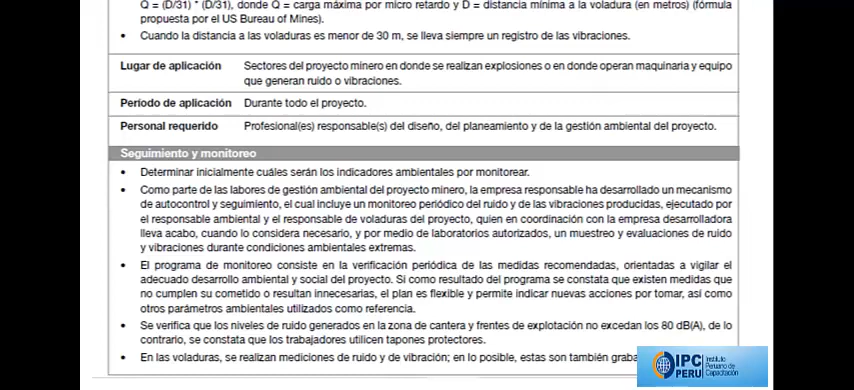 Q = (D/31) * (D/31), donde Q = carga máxima por micro retardo y D = distancia mínima a la voladura (en metros) (fórmula
propuesta por el US Bureau of Mines).
• Cuando la distancia a las voladuras es menor de 30 m, se lleva siempre un registro de las vibraciones.
Lugar de aplicación Sectores del proyecto minero en donde se realizan explosiones o en donde operan maquinaria y equipo
que generan ruido o vibraciones.
Período de aplicación Durante todo el proyecto.
Personal requerido Profesional(es) responsable(s) del diseño, del planeamiento y de la gestión ambiental del proyecto.
Seguimiento y monitoreo
• Determinar inicialmente cuáles serán los indicadores ambientales por monitorear.
• Como parte de las labores de gestión ambiental del proyecto minero, la empresa responsable ha desarrollado un mecanismo
de autocontrol y seguimiento, el cual incluye un monitoreo periódico del ruido y de las vibraciones producidas, ejecutado por
el responsable ambiental y el responsable de voladuras del proyecto, quien en coordinación con la empresa desarrolladora
lleva acabo, cuando lo considera necesario, y por medio de laboratorios autorizados, un muestreo y evaluaciones de ruido
y vibraciones durante condiciones ambientales extremas.
• El programa de monitoreo consiste en la verificación periódica de las medidas recomendadas, orientadas a vigilar el
adecuado desarrollo ambiental y social del proyecto. Sí como resultado del programa se constata que existen medidas que
no cumplen su cometido o resultan innecesarias, el plan es flexible y permite indicar nuevas acciones por tomar, así como
otros parámetros ambientales utilizados como referencia.
• Se verifica que los niveles de ruido generados en la zona de cantera y frentes de explotación no excedan los 80 dB(A), de lo
contrario, se constata que los trabajadores utilicen tapones protectores.
• En las voladuras, se realizan mediciones de ruido y de vibración; en lo posible, estas son también graba
IPC PERU Instituto Peruano de Capacitación